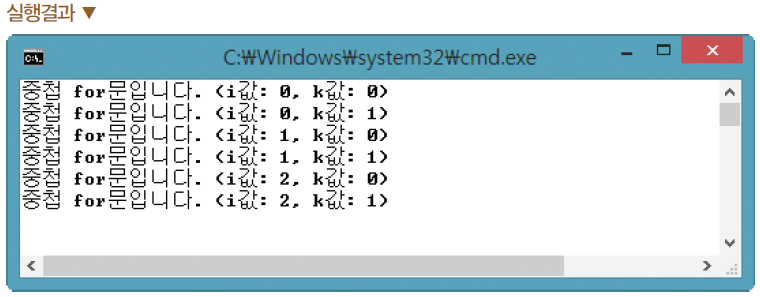 실행결과 ▼
C:\.
C:₩Windows₩system32₩cmd.exe
중첩 for문입니다. (i값: 0, k값: 0)
중첩 for문입니다. (i값: 0, k값: 1)
중첩 for문입니다. (i값: 1, k값: 0)
중첩 for문입니다. (i값: 1, k값: 1)
중첩 for문입니다. (i값: 2, k값: 0)
중첩 for문입니다. (i값: 2, k값: 1)